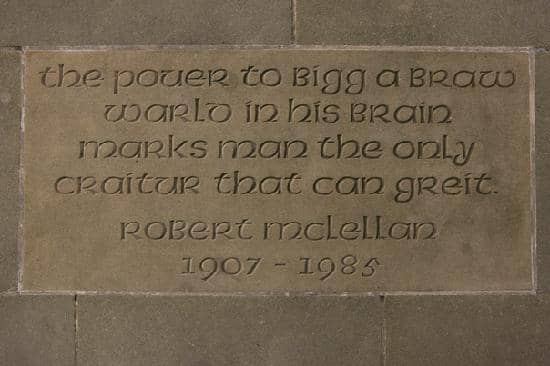 the pouer to bigg a braw
warld in his brain
marks man the only
craitur that can greit.
robert mclellan
1907 - 1985